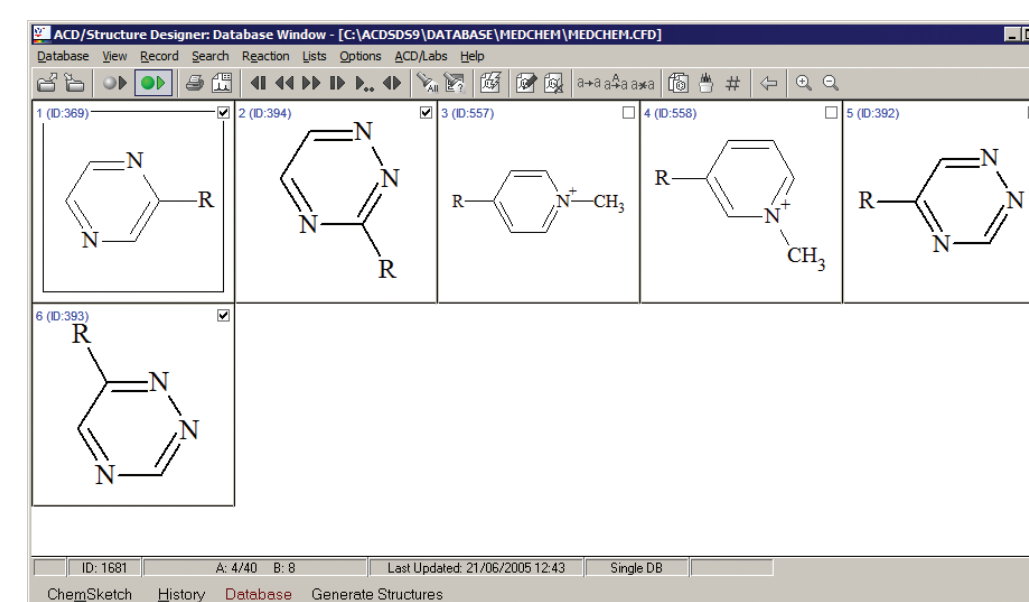 ACD/Structure Designer: Database Window - [C:\ACDSDS9\DATABASE\MEDCHEM\MEDCHEM.CFD]
Database View Record Search Reaction Lists Options ACD/Labs Help
1 (ID:369) 2 (ID:394) 3 (ID:557) 4 (ID:558) 5 (ID:392)
N
R
N
N
N
N
R
R
N+
CH3
R
N+
CH3
N
R
N
N
6 (ID:393)
R
N
N
N
ID: 1681 A: 4/40 B: 8 Last Updated: 21/06/2005 12:43 Single DB
ChemSketch History Database Generate Structures